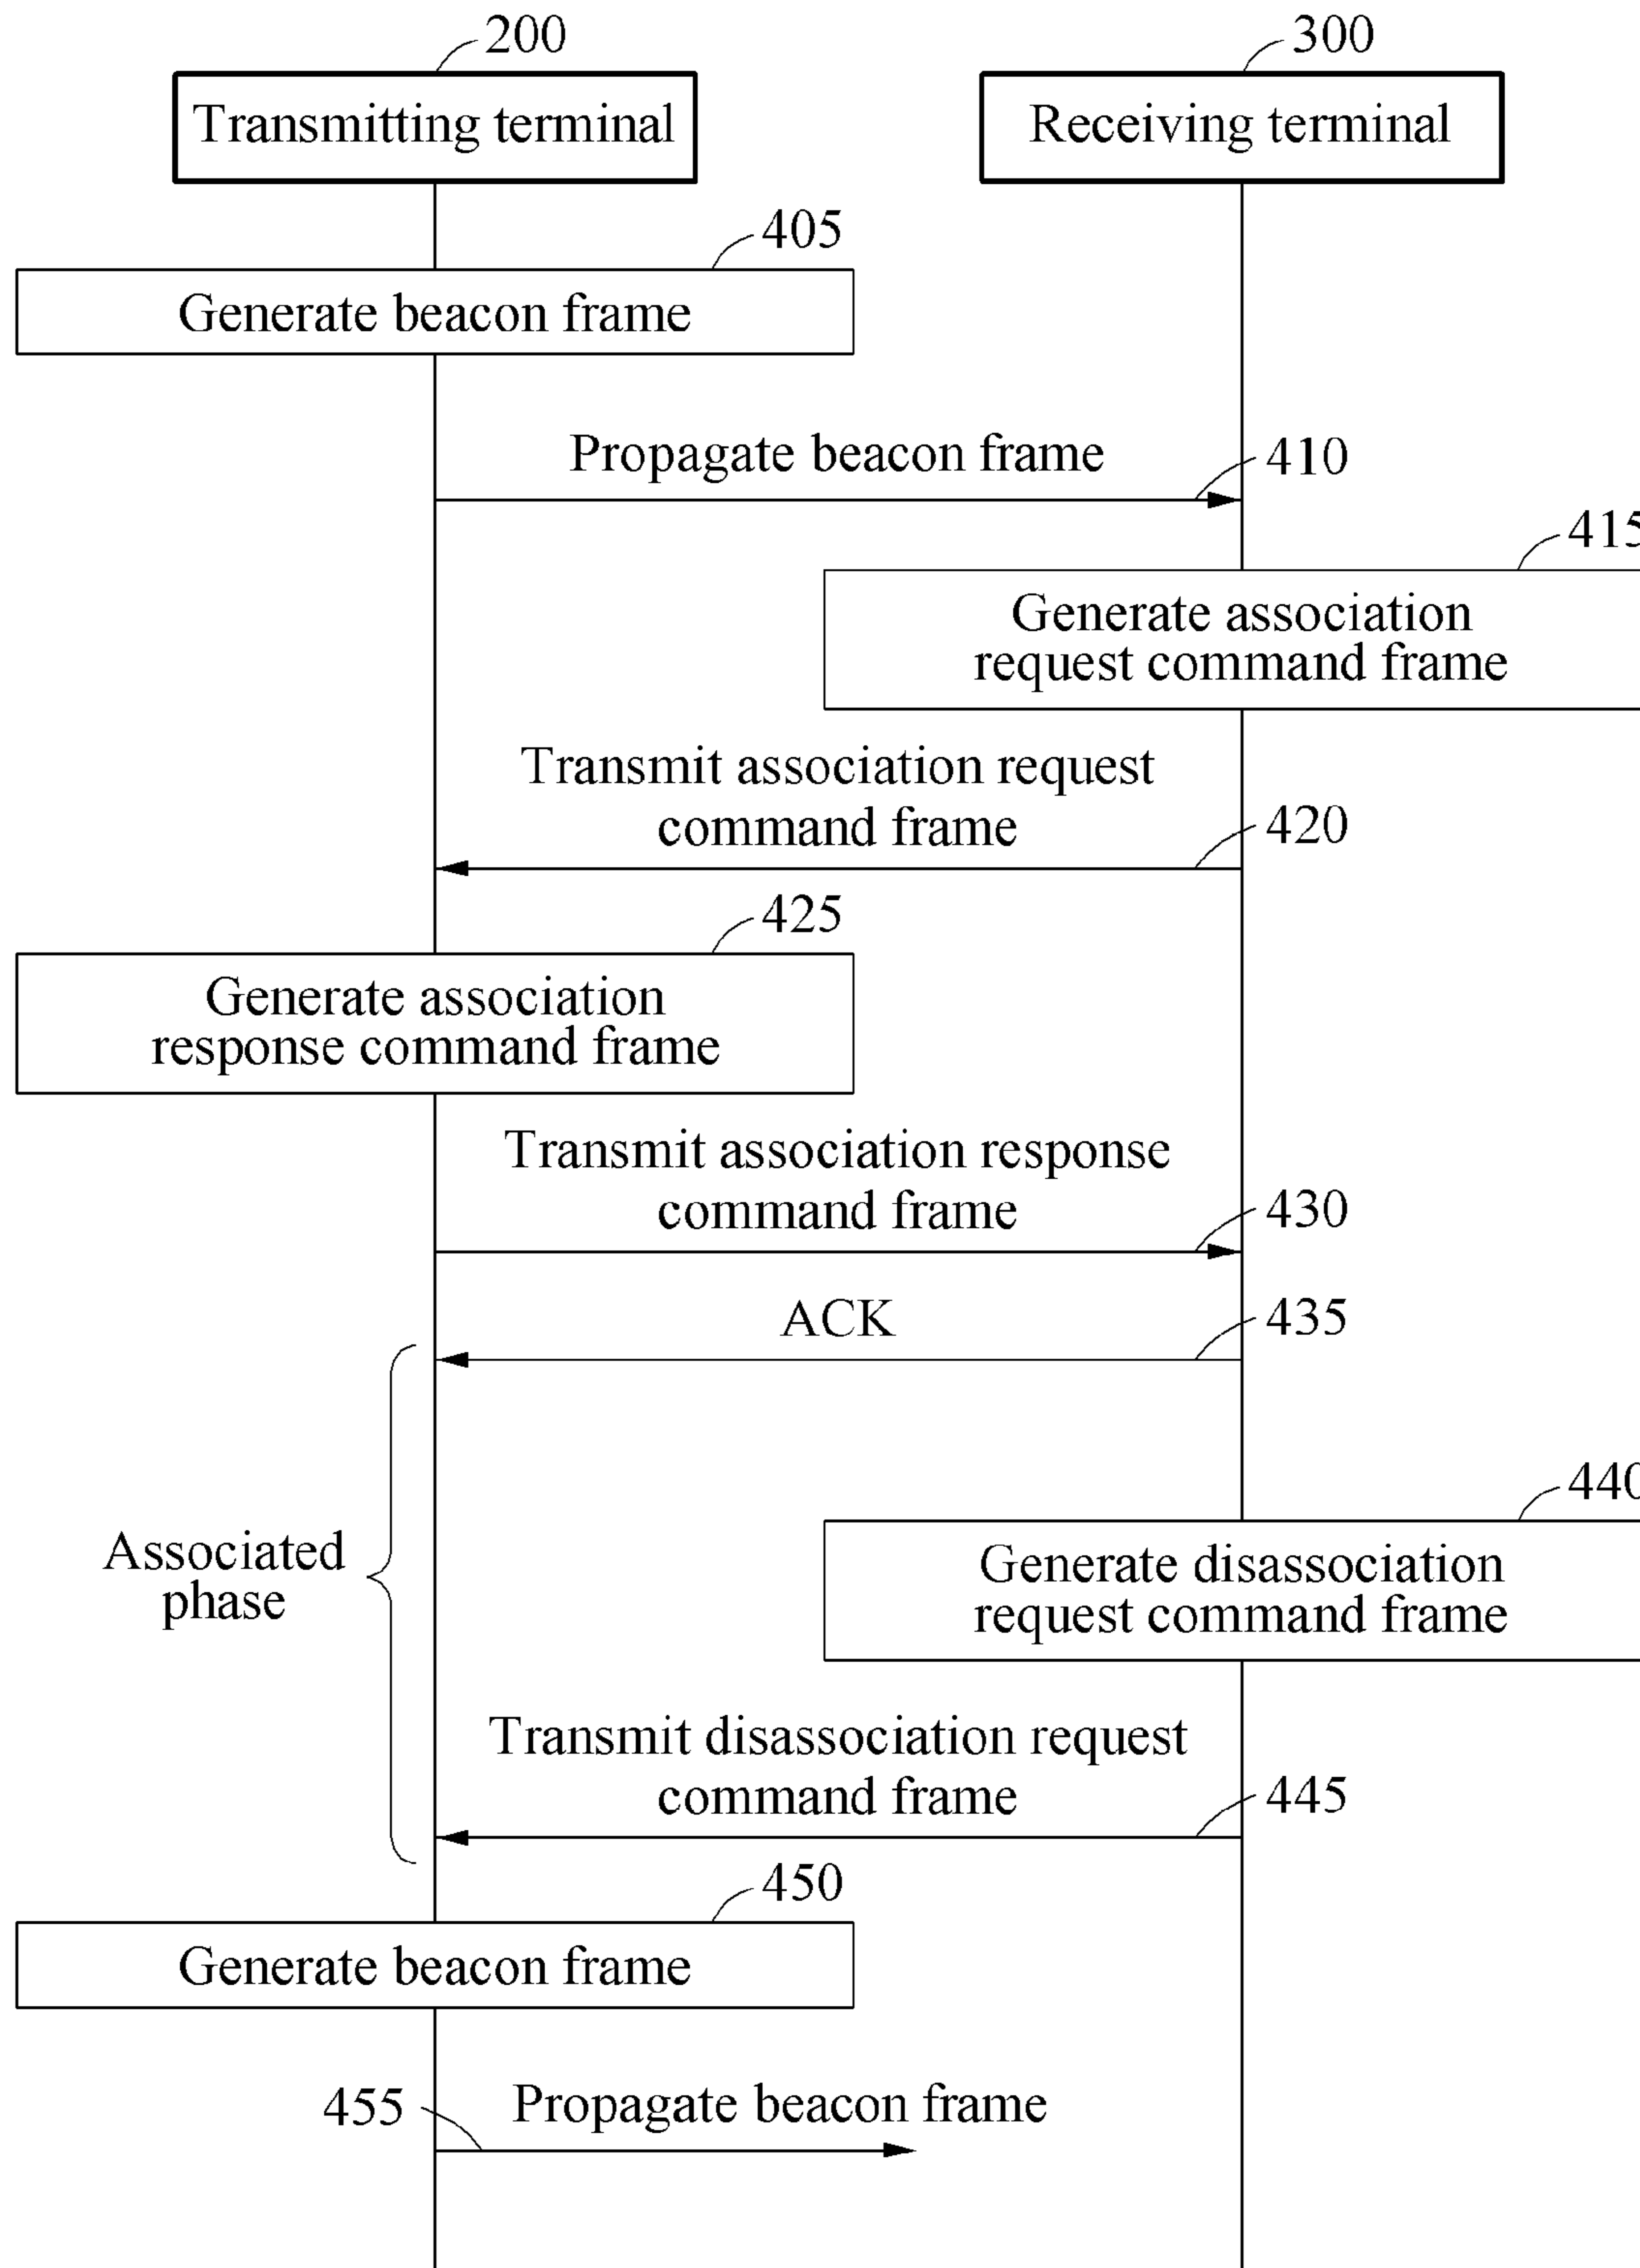 200
300
Transmitting terminal
Receiving terminal
405
Generate beacon frame
Propagate beacon frame
410
415
Generate association
request command frame
Transmit association request
command frame
420
425
Generate association
response command frame
Transmit association response
command frame
430
ACK
435
440
Associated
phase
Generate disassociation
request command frame
Transmit disassociation request
command frame
445
450
Generate beacon frame
455
Propagate beacon frame